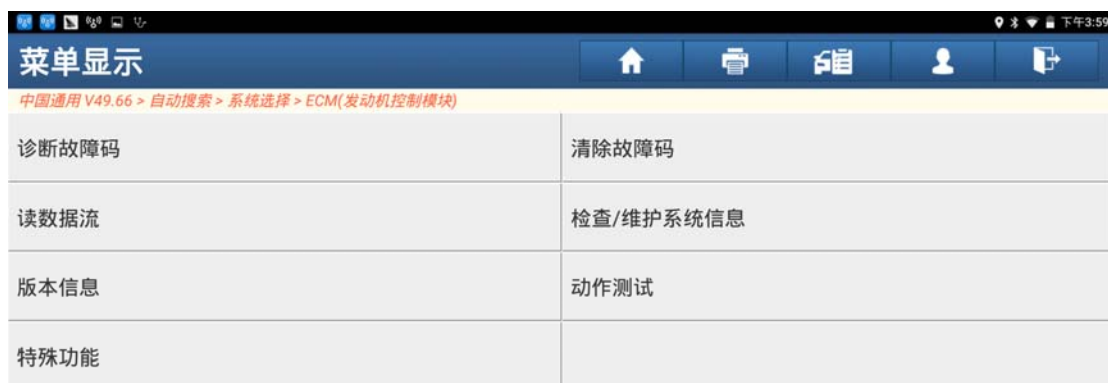 下午3:59
菜单显示
中国通用 V49.66 > 自动搜索 > 系统选择 > ECM(发动机控制模块)
诊断故障码
清除故障码
读数据流
检查/维护系统信息
版本信息
动作测试
特殊功能